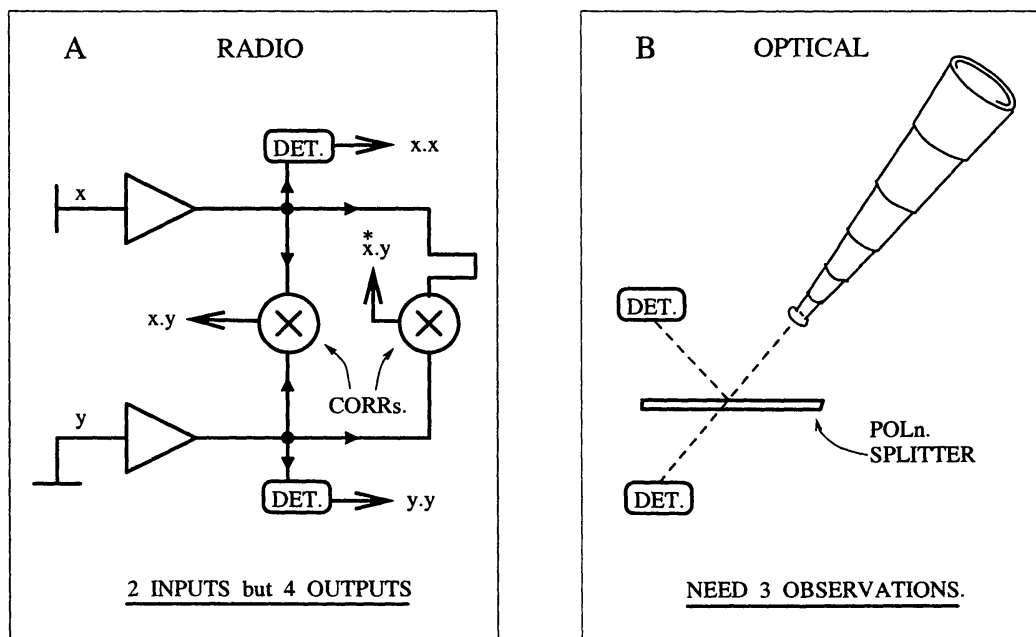 A RADIO
DET. x.x
x
*
x.y
x.y
CORRs.
y
DET. y.y
2 INPUTS but 4 OUTPUTS
B OPTICAL
DET.
POLn.
SPLITTER
DET.
NEED 3 OBSERVATIONS.